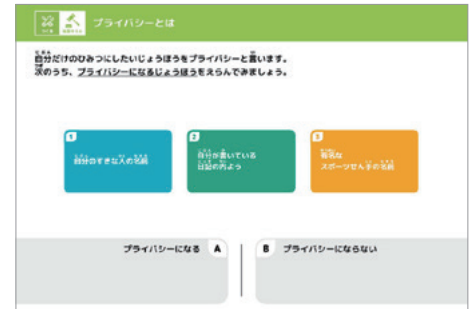 プライバシーとは
自分だけのひみつにしたいじょうほうをプライバシーと言います。
次のうち、プライバシーになるじょうほうをえらんでみましょう。
1
自分のすきな人の名前
2
自分が書いている
日記の内よう
3
有名な
スポーツせん手の名前
プライバシーになる A
B プライバシーにならない